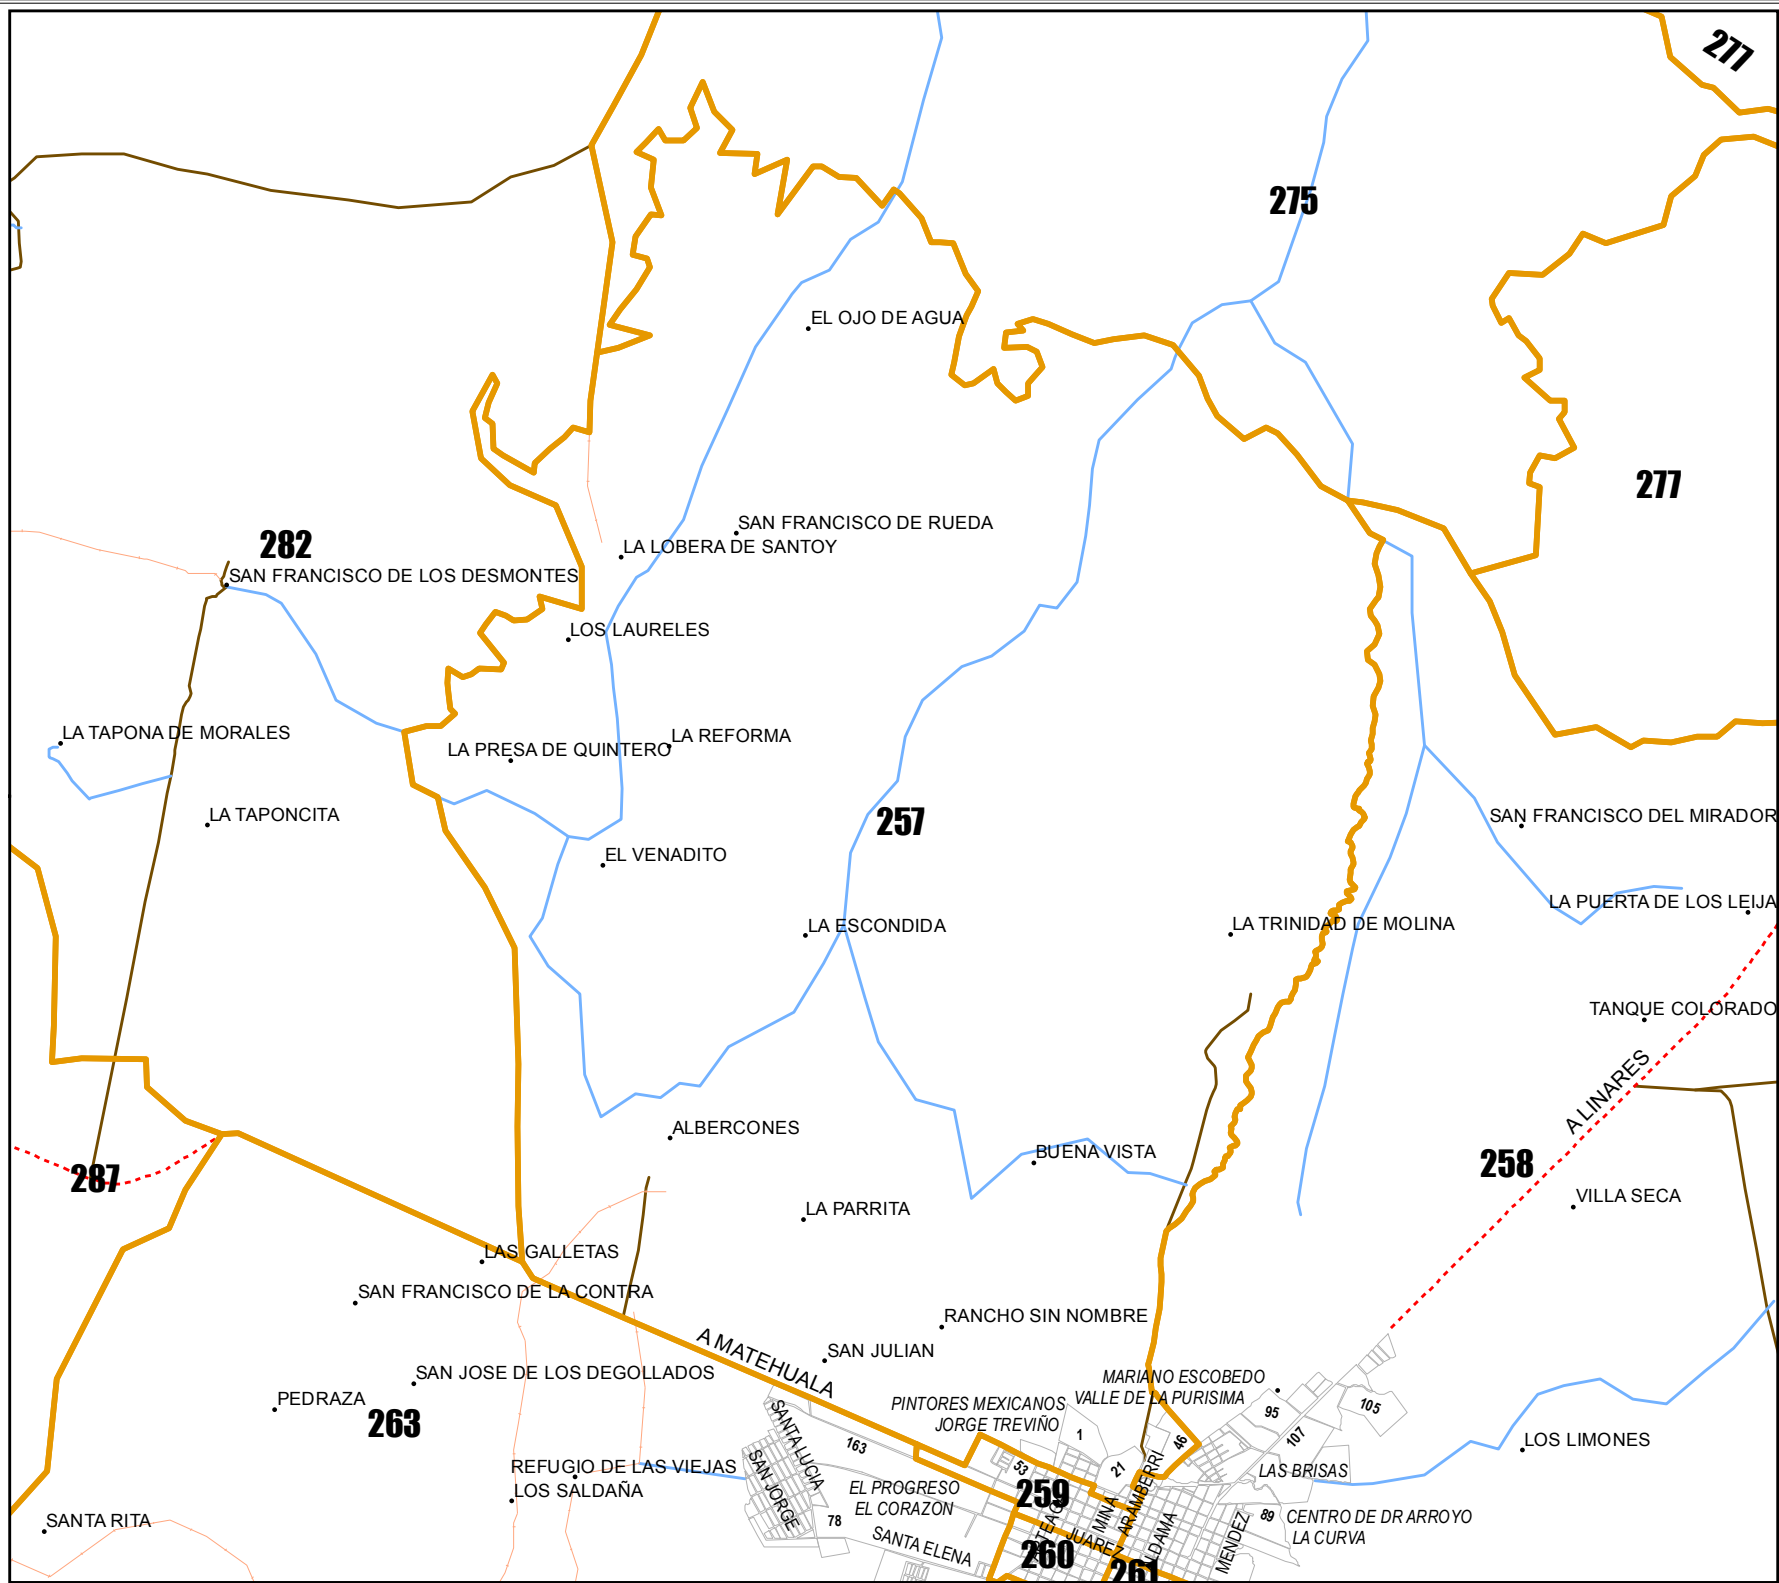 277
275
EL OJO DE AGUA
277
SAN FRANCISCO DE RUEDA
282
LA LOBERA DE SANTOY
SAN FRANCISCO DE LOS DESMONTES
LOS LAURELES
LA TAPONA DE MORALES
LA REFORMA
LA PRESA DE QUINTERO
LA TAPONCITA
257
SAN FRANCISCO DEL MIRADOR
EL VENADITO
LA PUERTA DE LOS LEIJA
LA ESCONDIDA
LA TRINIDAD DE MOLINA
TANQUE COLORADO
A LINARES
ALBERCONES
BUENA VISTA
258
287
VILLA SECA
LA PARRITA
LAS GALLETAS
SAN FRANCISCO DE LA CONTRA
RANCHO SIN NOMBRE
A MATEHUALA
SAN JULIAN
SAN JOSE DE LOS DEGOLLADOS
MARIANO ESCOBEDO
PEDRAZA
VALLE DE LA PURISIMA
PINTORES MEXICANOS
JORGE TREVIÑO
263
105
95
107
1
163
46
SANTA LUCIA
LOS LIMONES
REFUGIO DE LAS VIEJAS
53
21
LAS BRISAS
SAN JORGE
LOS SALDAÑA
EL PROGRESO
EL CORAZON
259
ARAMBERRI
MINA
89
CENTRO DE DR ARROYO
LA CURVA
SANTA RITA
78
SANTA ELENA
JUAREZ
MENDEZ
260
261